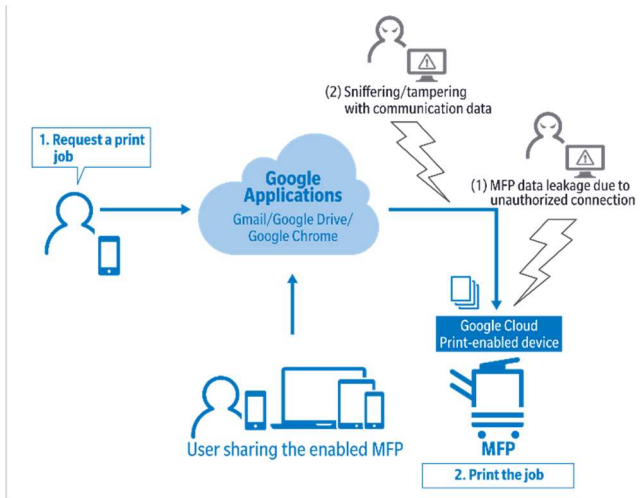 (2) Sniffering/tampering
with communication data
1. Request a print
job
(1) MFP data leakage due to
unauthorized connection
Google
Applications
Gmail/Google Drive/
Google Chrome
Google Cloud
Print-enabled device
User sharing the enabled MFP
MFP
2. Print the job